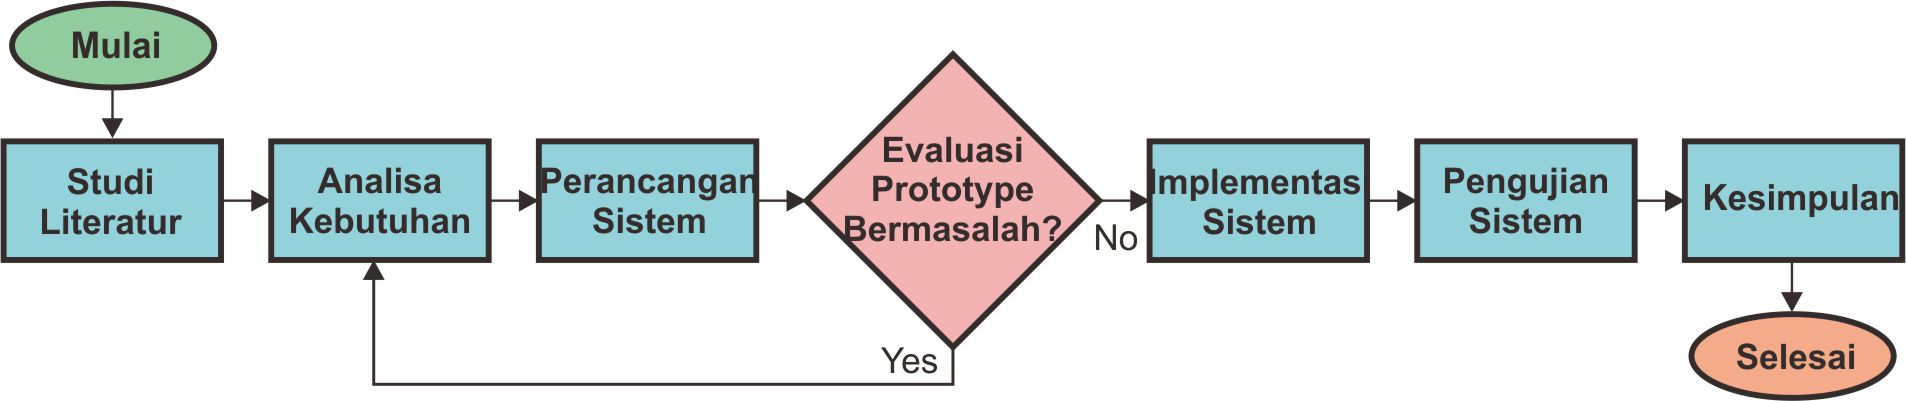 Mulai
Studi
Literatur
Analisa
Kebutuhan
Perancangan
Sistem
Evaluasi
Prototype
Bermasalah?
No
Yes
Implementas
Sistem
Pengujian
Sistem
Kesimpulan
Selesai